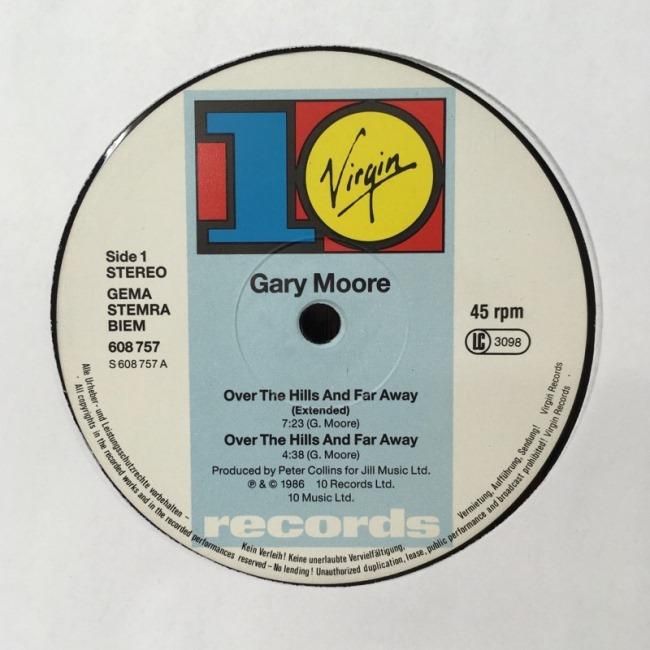 10
Virgin
Gary Moore
Side 1
STEREO
GEMA
STEMRA
BIEM
608 757
S 608 757 A
45 rpm
LC 3098
Over The Hills And Far Away
(Extended)
7:23 (G. Moore)
Over The Hills And Far Away
4:38 (G. Moore)
Produced by Peter Collins for Jill Music Ltd.
℗ & © 1986 10 Records Ltd.
10 Music Ltd.
records
Alle Urheber- und Leistungsschutzrechte vorbehalten – Kein Verleih! Keine unerlaubte Vervielfältigung, Vermietung, Aufführung, Sendung! Virgin Records
. All copyrights in the recorded works and in the recorded performances reserved – No lending! Unauthorized duplication, lease, public performance and broadcast prohibited! Virgin Records .